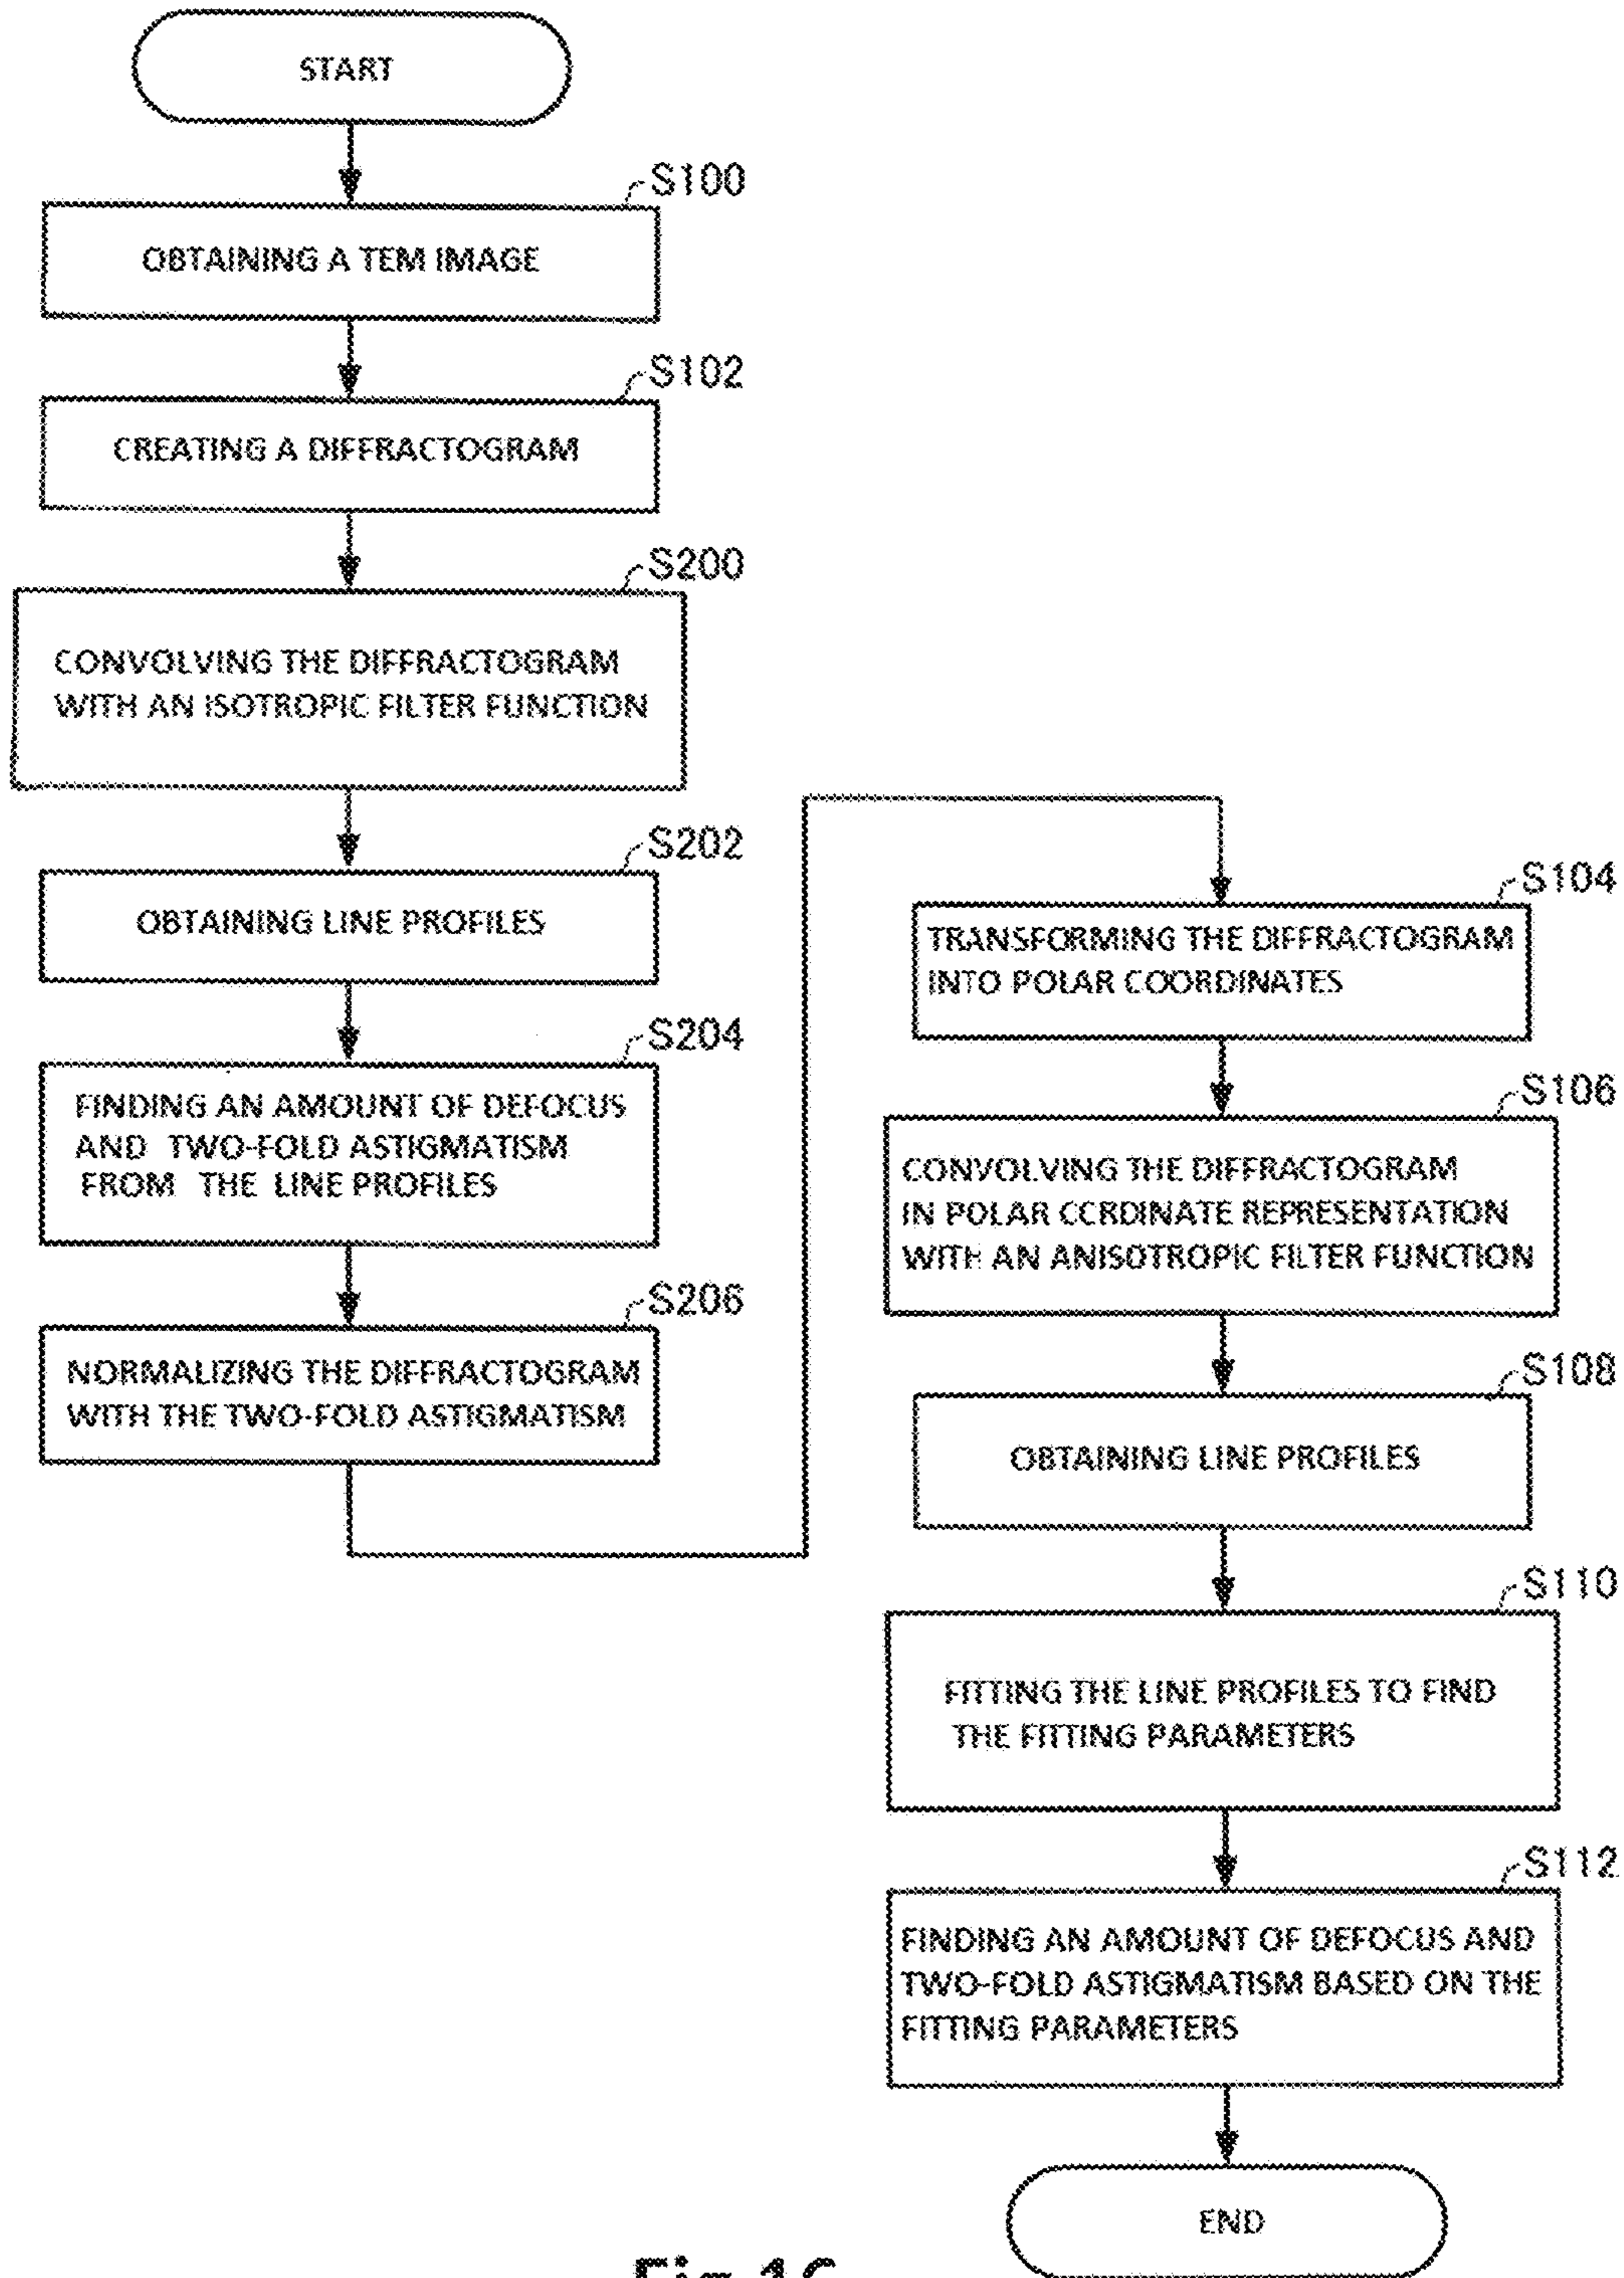 START
S100
OBTAINING A TEM IMAGE
S102
CREATING A DIFFRACTOGRAM
S200
CONVOLVING THE DIFFRACTOGRAM
WITH AN ISOTROPIC FILTER FUNCTION
S202
OBTAINING LINE PROFILES
S204
FINDING AN AMOUNT OF DEFOCUS
AND TWO-FOLD ASTIGMATISM
FROM THE LINE PROFILES
S206
NORMALIZING THE DIFFRACTOGRAM
WITH THE TWO-FOLD ASTIGMATISM
S104
TRANSFORMING THE DIFFRACTOGRAM
INTO POLAR COORDINATES
S106
CONVOLVING THE DIFFRACTOGRAM
IN POLAR CCRDINATE REPRESENTATION
WITH AN ANISOTROPIC FILTER FUNCTION
S108
OBTAINING LINE PROFILES
S110
FITTING THE LINE PROFILES TO FIND
THE FITTING PARAMETERS
S112
FINDING AN AMOUNT OF DEFOCUS AND
TWO-FOLD ASTIGMATISM BASED ON THE
FITTING PARAMETERS
END